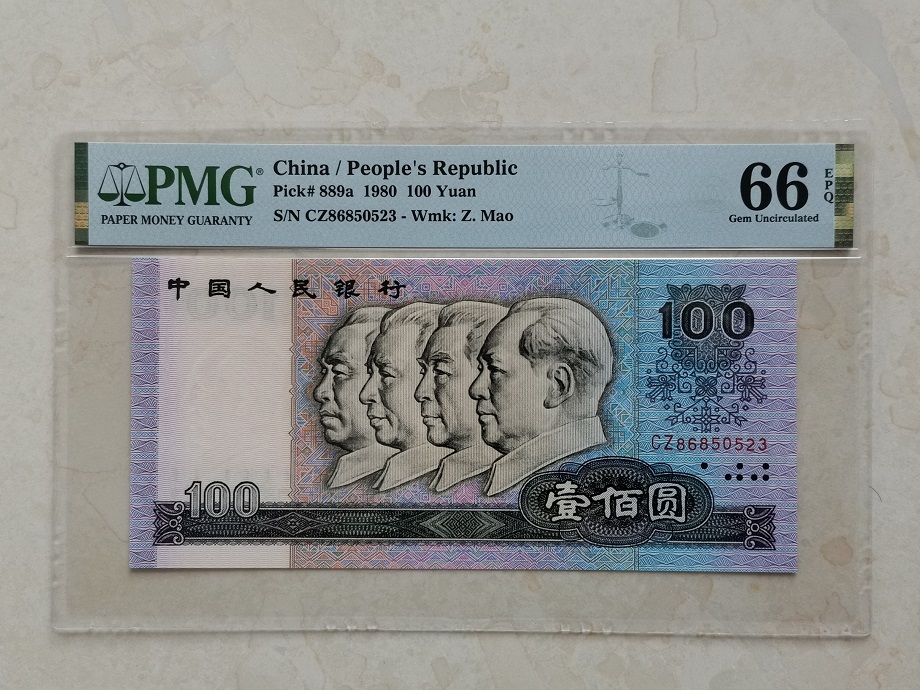 PMG®
PAPER MONEY GUARANTY
China / People's Republic
Pick# 889a 1980 100 Yuan
S/N CZ86850523 - Wmk: Z. Mao
66
EPQ
Gem Uncirculated
中国人民银行
100
CZ86850523
100
壹佰圆